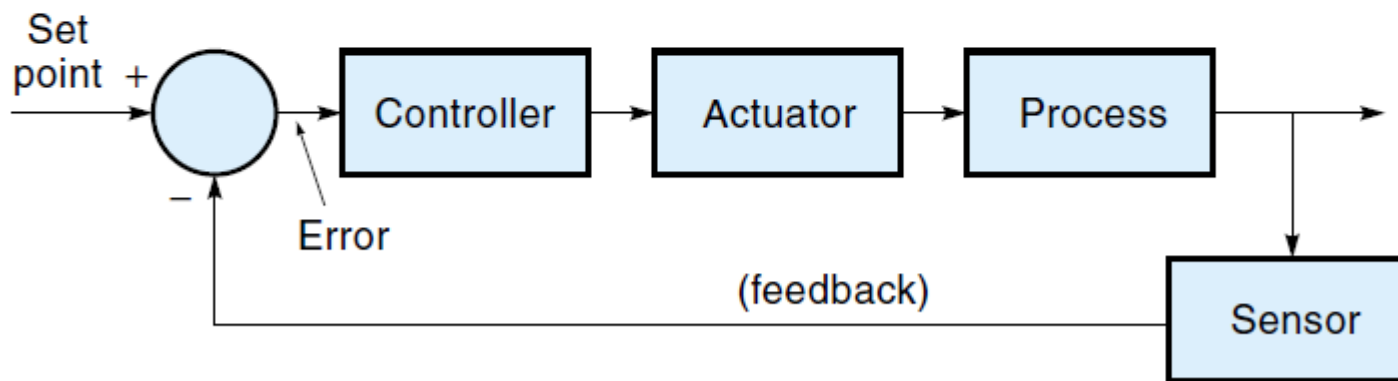 Set
point +
Controller
Actuator
Process
−
Error
(feedback)
Sensor